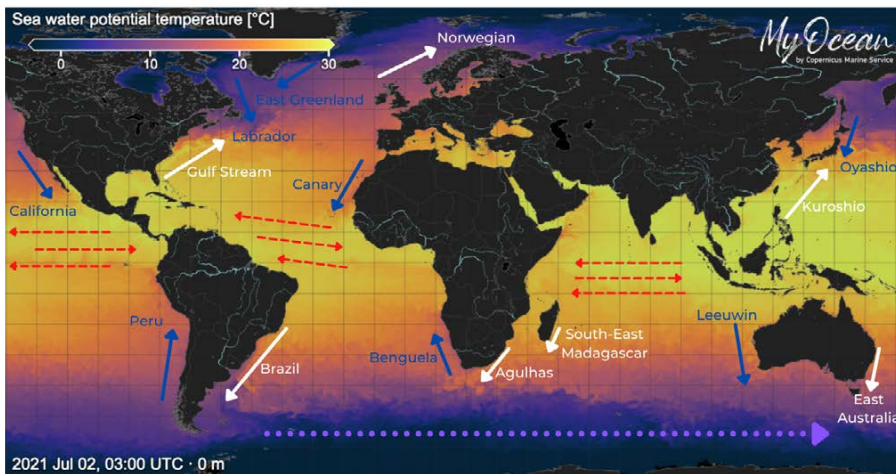 Sea water potential temperature [°C]
0 10 20 30
My Ocean
by Copernicus Marine Service
Norwegian
East Greenland
Labrador
Gulf Stream
Canary
California
Oyashio
Kuroshio
Peru
Brazil
Benguela
Agulhas
South-East
Madagascar
Leeuwin
East
Australia
2021 Jul 02, 03:00 UTC · 0 m